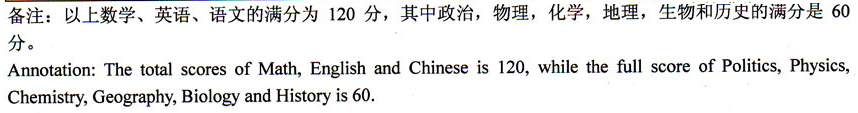 备注：以上数学、英语、语文的满分为 120 分，其中政治，物理，化学，地理，生物和历史的满分是 60
分。
Annotation: The total scores of Math, English and Chinese is 120, while the full score of Politics, Physics,
Chemistry, Geography, Biology and History is 60.